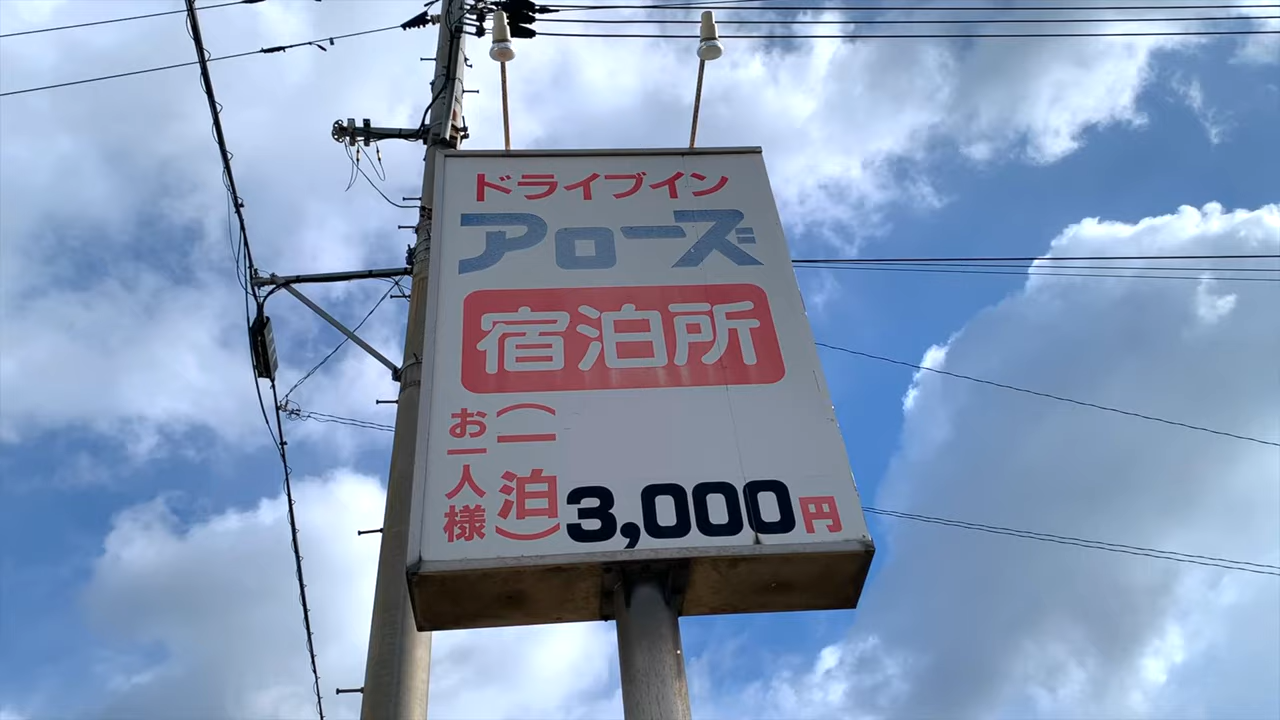 ドライブイン
アローズ
宿泊所
お一人様
(一泊)
3,000円